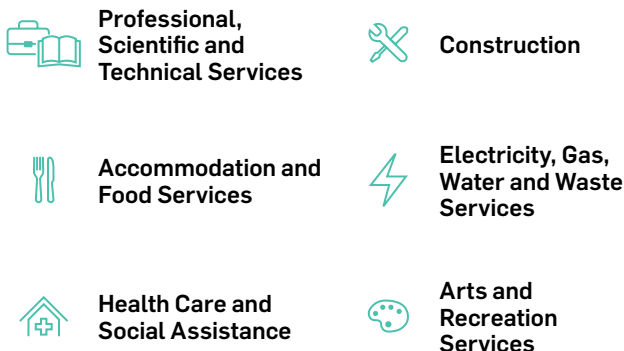 Professional,
Scientific and
Technical Services
Construction
Accommodation and
Food Services
Electricity, Gas,
Water and Waste
Services
Health Care and
Social Assistance
Arts and
Recreation
Services